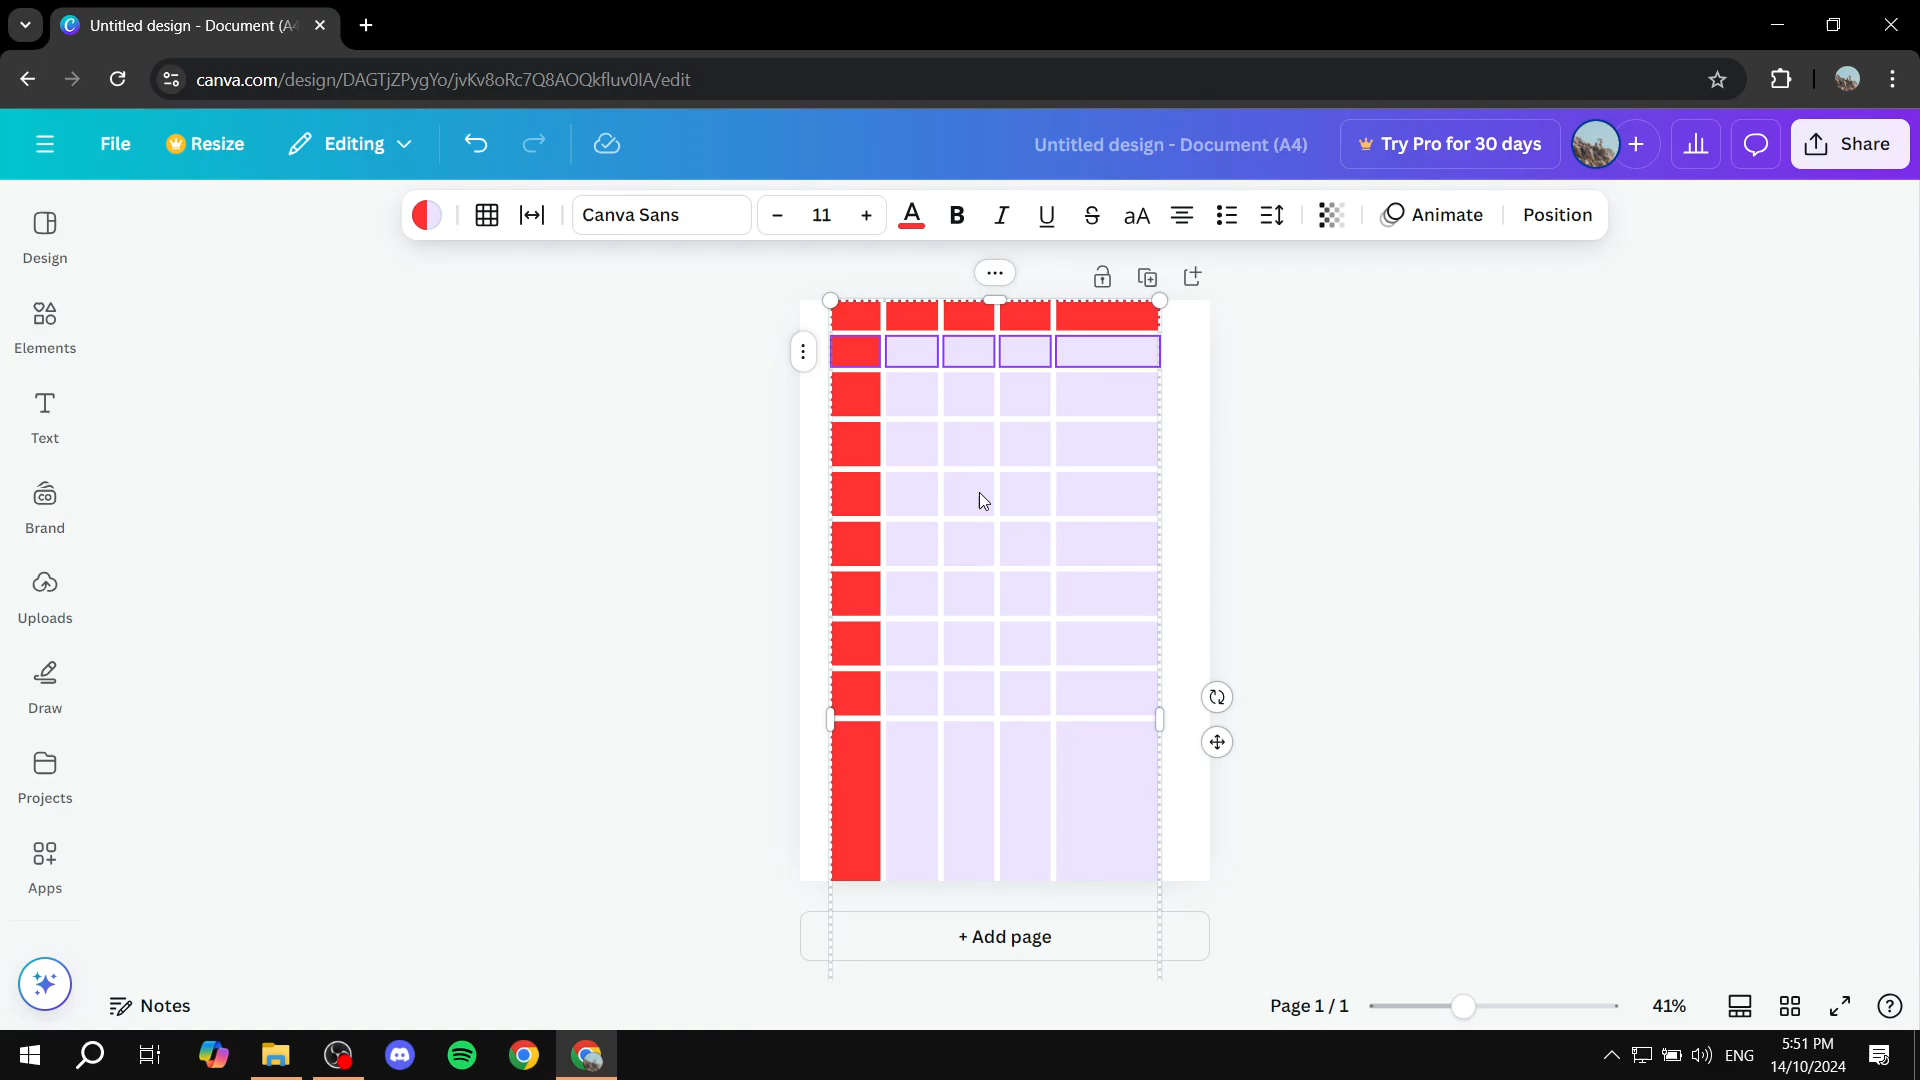 Untitled design - Document (A4
canva.com/design/DAGTjZPygYo/jvKv8oRc7Q8AOQkfluv0IA/edit
File
Resize
Editing
Untitled design - Document (A4)
Try Pro for 30 days
Share
Canva Sans
- 11 +
A B I U S aA
Animate
Position
Design
Elements
Text
Brand
Uploads
Draw
Projects
Apps
+ Add page
Notes
Page 1 / 1
41%
ENG
5:51 PM
14/10/2024